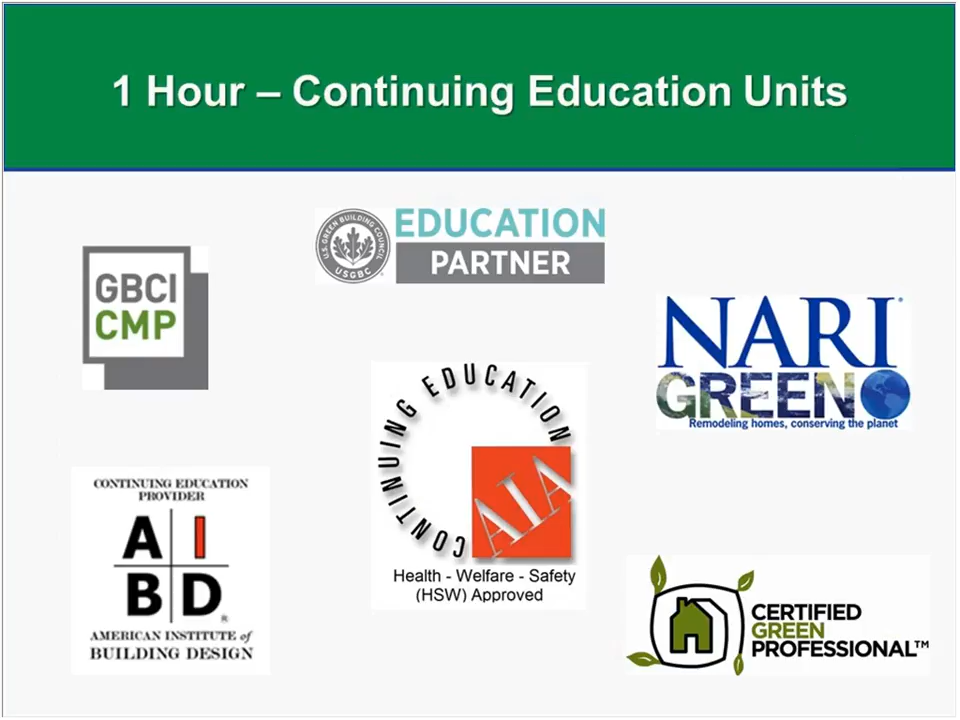 1 Hour – Continuing Education Units
U.S. GREEN BUILDING COUNCIL
USGBC
EDUCATION
PARTNER
GBCI
CMP
NARI
GREEN
Remodeling homes, conserving the planet
CONTINUING EDUCATION
AIA
Health - Welfare - Safety
(HSW) Approved
CONTINUING EDUCATION
PROVIDER
A I
B D
®
AMERICAN INSTITUTE of
BUILDING DESIGN
CERTIFIED
GREEN
PROFESSIONAL™